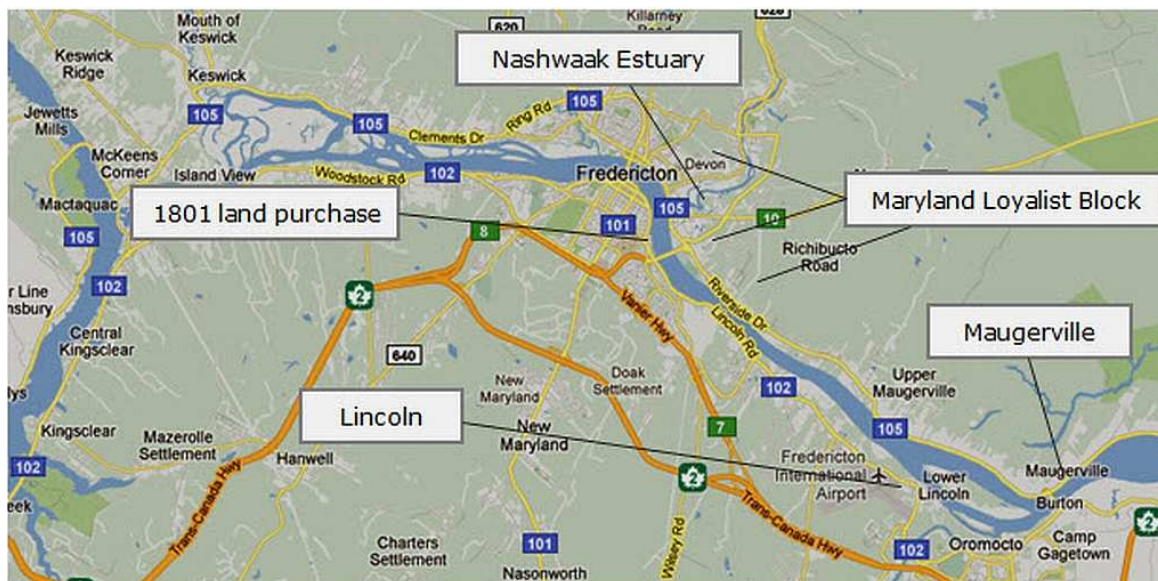 Mouth of
Keswick
620
Killarney
Road
Keswick
Ridge
Keswick
Nashwaak Estuary
105
Ring Rd
105
Jewetts
Mills
105
Clements Dr
McKeens
Corner
Island View
Woodstock Rd
102
Fredericton
Devon
105
Maryland Loyalist Block
Mactaquac
1801 land purchase
8
101
10
Richibucto
Road
105
102
2
Riverside Dr
Lincoln Rd
Vanier Hwy
Central
Kingsclear
640
Maugerville
Doak
Settlement
New
Maryland
102
Upper
Maugerville
Lincoln
New
Maryland
7
105
Kingsclear
Mazerolle
Settlement
Hanwell
102
Trans-Canada Hwy
2
Fredericton
International
Airport
Lower
Lincoln
Maugerville
Burton
Trans-Canada Hwy
Wilsey Rd
2
Charters
Settlement
101
Nasonworth
102
Oromocto
Camp
Gagetown